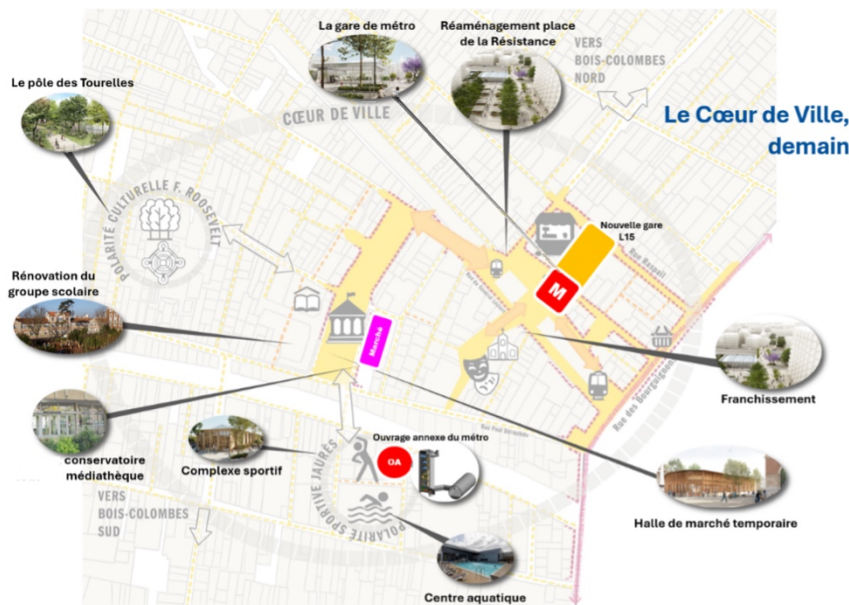 La gare de métro
Réaménagement place
de la Résistance
VERS
BOIS-COLOMBES
NORD
Le pôle des Tourelles
CŒUR DE VILLE
Le Cœur de Ville,
demain
POLARITÉ CULTURELLE F. ROOSEVELT
Nouvelle gare
L15
Rue Raspail
M
Rénovation du
groupe scolaire
Marché
Rue des Bourguignons
Franchissement
conservatoire
médiathèque
Complexe sportif
Ouvrage annexe du métro
OA
POLARITÉ SPORTIVE JAURÈS
VERS
BOIS-COLOMBES
SUD
Halle de marché temporaire
Centre aquatique